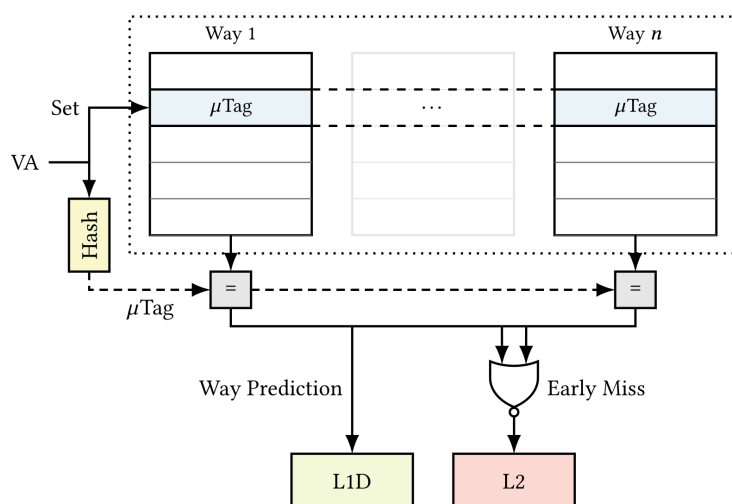 Way 1
Way n
Set
μTag
...
μTag
VA
Hash
=
=
μTag
Way Prediction
Early Miss
L1D
L2